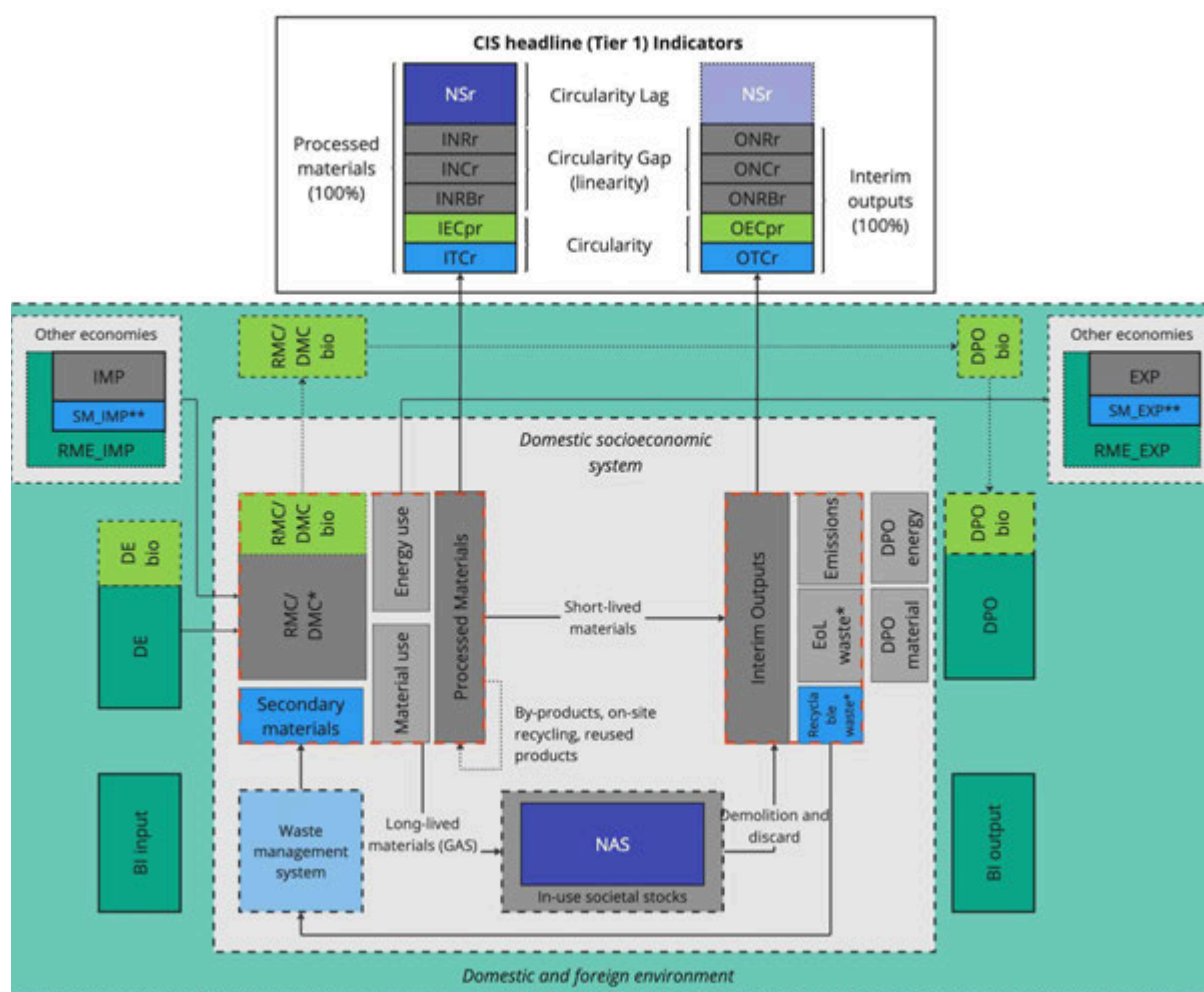 CIS headline (Tier 1) Indicators
NSr
Circularity Lag
NSr
Processed
materials
(100%)
INRr
INCr
INRBr
Circularity Gap
(linearity)
ONRr
ONCr
ONRBr
Interim
outputs
(100%)
IECpr
ITCr
Circularity
OECpr
OTCr
Other economies
IMP
SM_IMP**
RME_IMP
RMC/
DMC
bio
DPO
bio
Other economies
EXP
SM_EXP**
RME_EXP
Domestic socioeconomic
system
DE
bio
DE
RMC/
DMC
bio
RMC/
DMC*
Secondary
materials
Energy use
Material use
Processed Materials
Short-lived
materials
By-products, on-site
recycling, reused
products
Interim Outputs
Emissions
EoL
waste*
Recycla
ble
waste*
DPO
energy
DPO
material
DPO
bio
DPO
BI input
Waste
management
system
Long-lived
materials (GAS)
NAS
In-use societal stocks
Demolition and
discard
BI output
Domestic and foreign environment